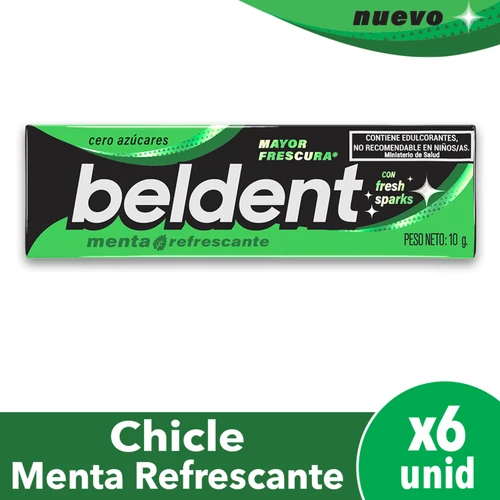 nuevo
cero azúcares
MAYOR
FRESCURA*
CONTIENE EDULCORANTES,
NO RECOMENDABLE EN NIÑOS/AS.
Ministerio de Salud
beldent
CON
fresh
sparks
menta refrescante
PESO NETO: 10 g.
Chicle
Menta Refrescante
x6
unid